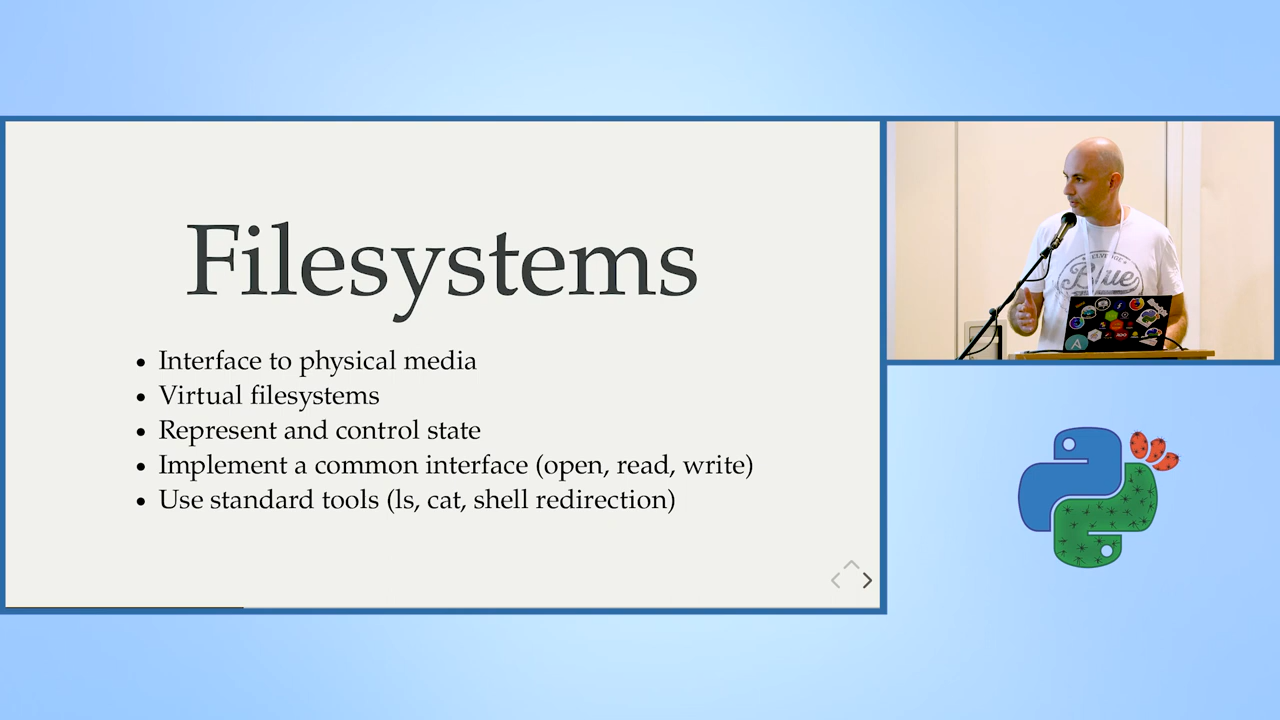 Filesystems
• Interface to physical media
• Virtual filesystems
• Represent and control state
• Implement a common interface (open, read, write)
• Use standard tools (ls, cat, shell redirection)
Blue
A